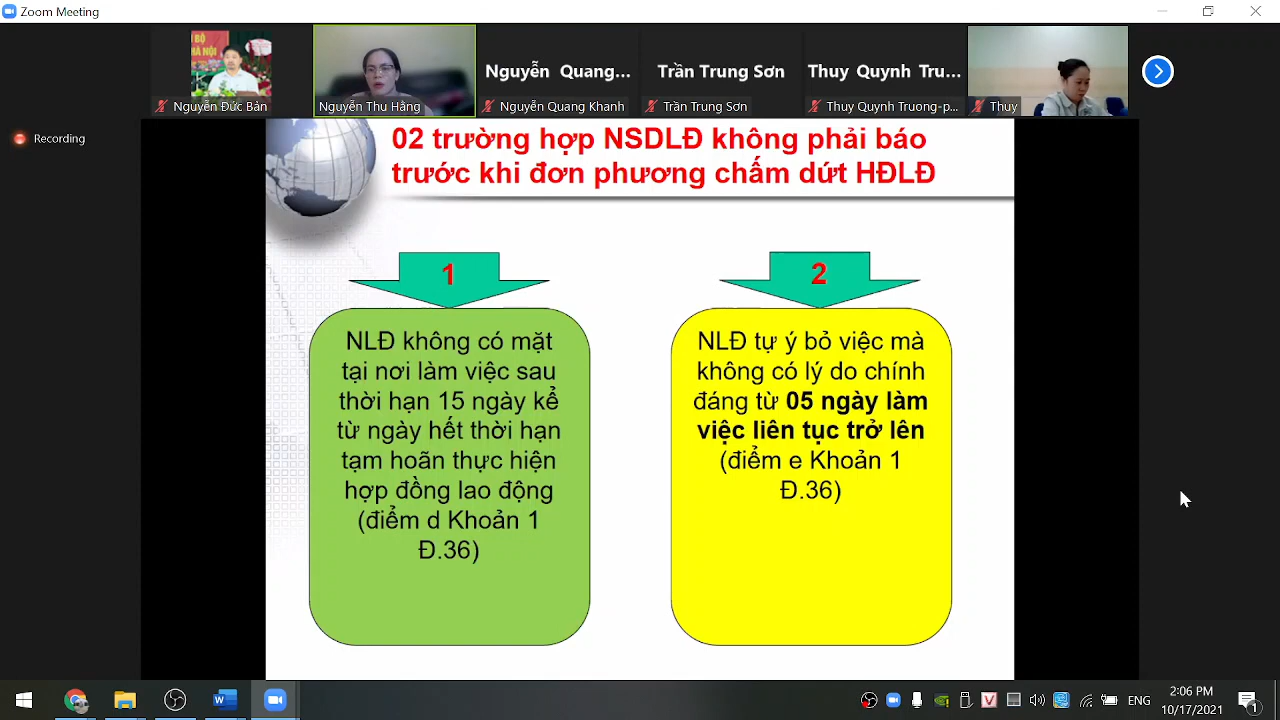 Zoom Meeting
BỘ
HÀ NỘI
Nguyễn Quang...
Trần Trung Sơn
Thuy Quynh Tru...
Nguyễn Đức Bản
Nguyễn Thu Hằng
Nguyễn Quang Khanh
Trần Trung Sơn
Thuy Quynh Truong-p...
Thuy
Recording
02 trường hợp NSDLĐ không phải báo
trước khi đơn phương chấm dứt HĐLĐ
1
2
NLĐ không có mặt
tại nơi làm việc sau
thời hạn 15 ngày kể
từ ngày hết thời hạn
tạm hoãn thực hiện
hợp đồng lao động
(điểm d Khoản 1
Đ.36)
NLĐ tự ý bỏ việc mà
không có lý do chính
đáng từ 05 ngày làm
việc liên tục trở lên
(điểm e Khoản 1
Đ.36)
ENG
2:06 PM
10/17/2021
1